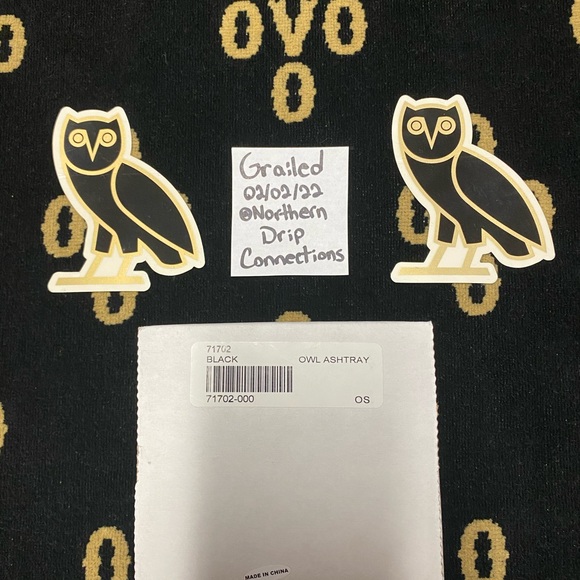 OVO
O
Grailed
02/02/22
@Northern
Drip
Connections
71702
BLACK OWL ASHTRAY
71702-000 OS
MADE IN CHINA